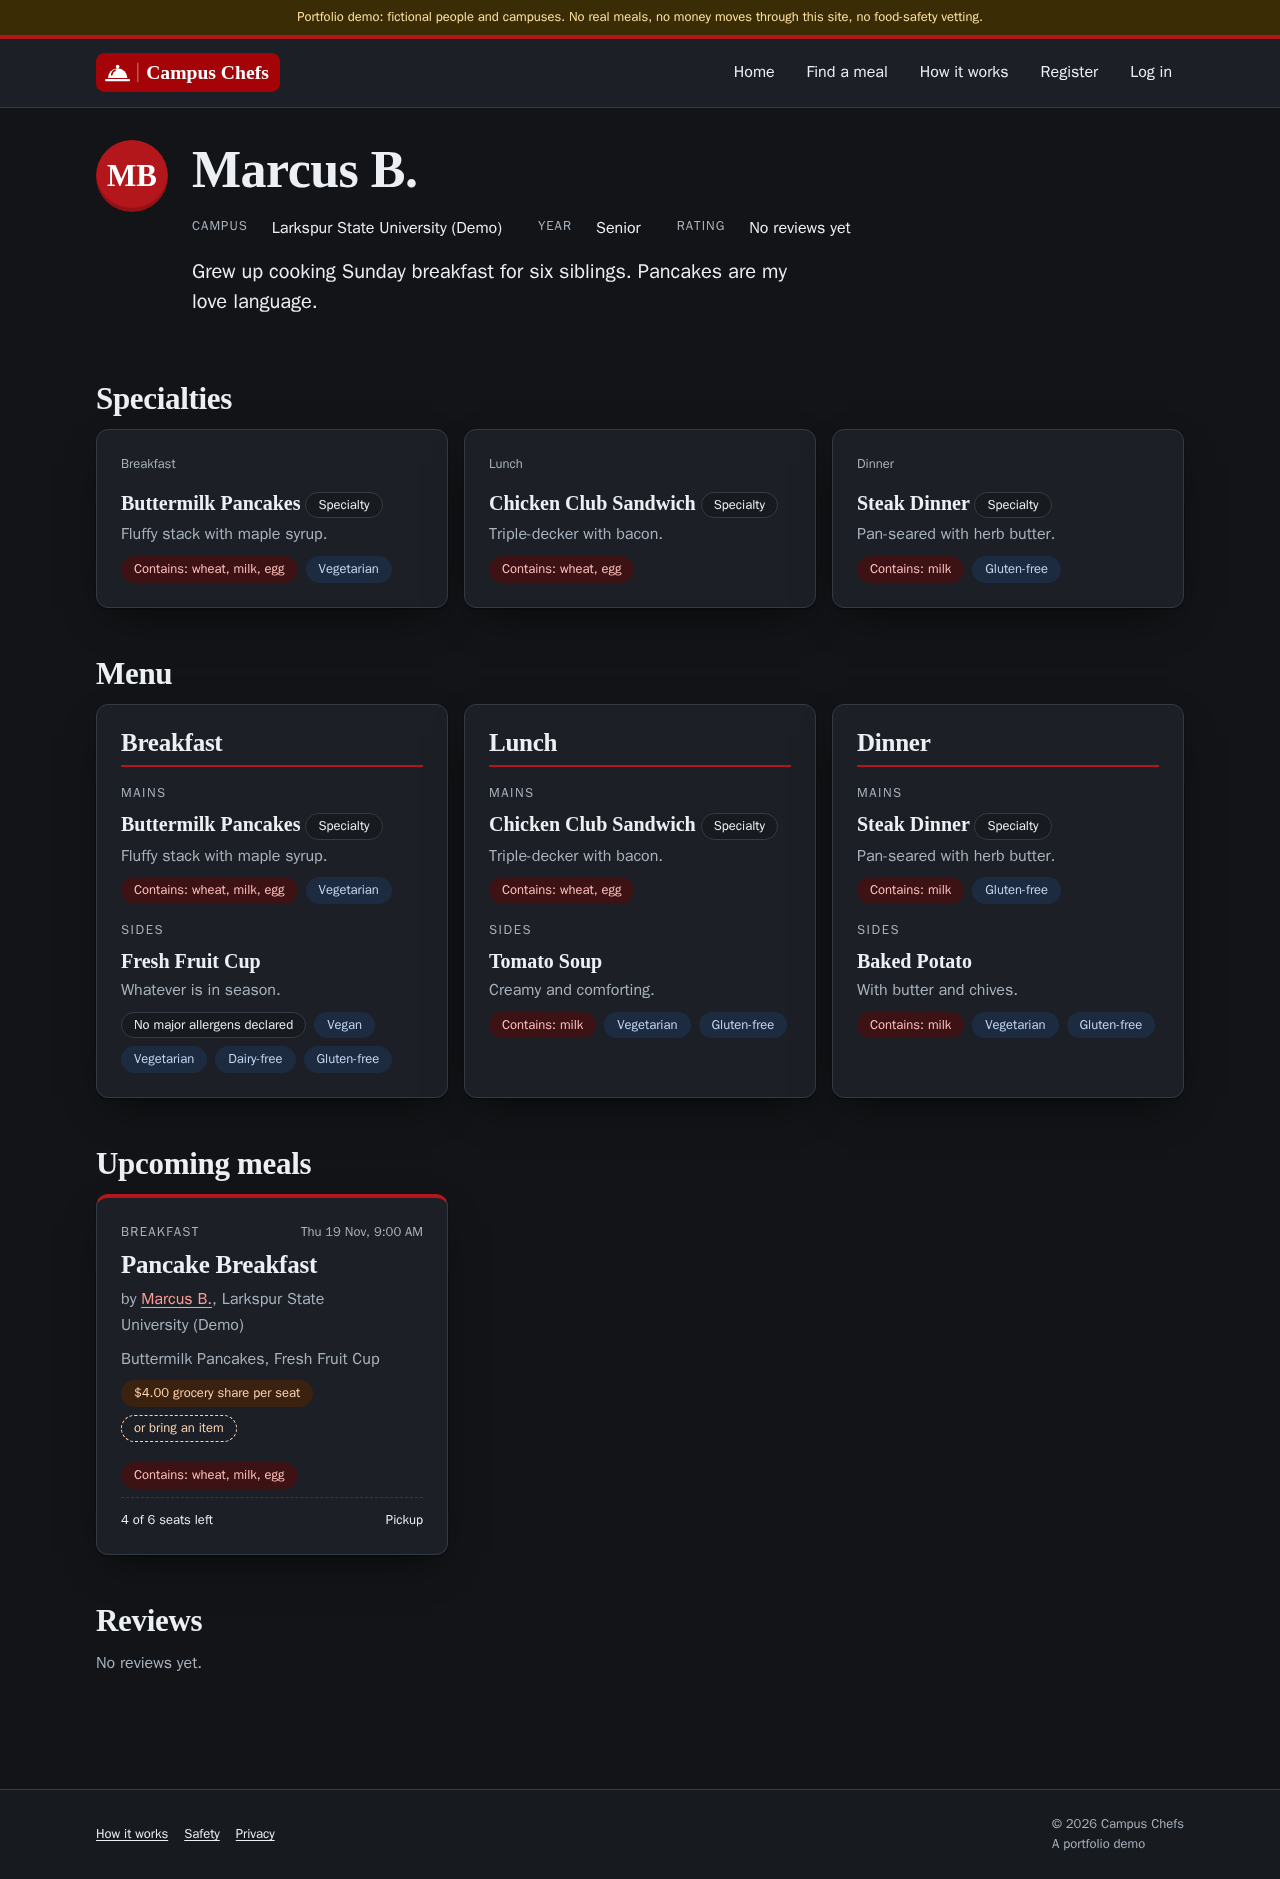 Portfolio demo: fictional people and campuses. No real meals, no money moves through this site, no food-safety vetting.
Campus Chefs
Home Find a meal How it works Register Log in
MB
Marcus B.
CAMPUS Larkspur State University (Demo) YEAR Senior RATING No reviews yet
Grew up cooking Sunday breakfast for six siblings. Pancakes are my
love language.
Specialties
Breakfast
Buttermilk Pancakes Specialty
Fluffy stack with maple syrup.
Contains: wheat, milk, egg Vegetarian
Lunch
Chicken Club Sandwich Specialty
Triple-decker with bacon.
Contains: wheat, egg
Dinner
Steak Dinner Specialty
Pan-seared with herb butter.
Contains: milk Gluten-free
Menu
Breakfast
MAINS
Buttermilk Pancakes Specialty
Fluffy stack with maple syrup.
Contains: wheat, milk, egg Vegetarian
SIDES
Fresh Fruit Cup
Whatever is in season.
No major allergens declared Vegan
Vegetarian Dairy-free Gluten-free
Lunch
MAINS
Chicken Club Sandwich Specialty
Triple-decker with bacon.
Contains: wheat, egg
SIDES
Tomato Soup
Creamy and comforting.
Contains: milk Vegetarian Gluten-free
Dinner
MAINS
Steak Dinner Specialty
Pan-seared with herb butter.
Contains: milk Gluten-free
SIDES
Baked Potato
With butter and chives.
Contains: milk Vegetarian Gluten-free
Upcoming meals
BREAKFAST Thu 19 Nov, 9:00 AM
Pancake Breakfast
by Marcus B., Larkspur State
University (Demo)
Buttermilk Pancakes, Fresh Fruit Cup
$4.00 grocery share per seat
or bring an item
Contains: wheat, milk, egg
4 of 6 seats left Pickup
Reviews
No reviews yet.
How it works Safety Privacy
© 2026 Campus Chefs
A portfolio demo